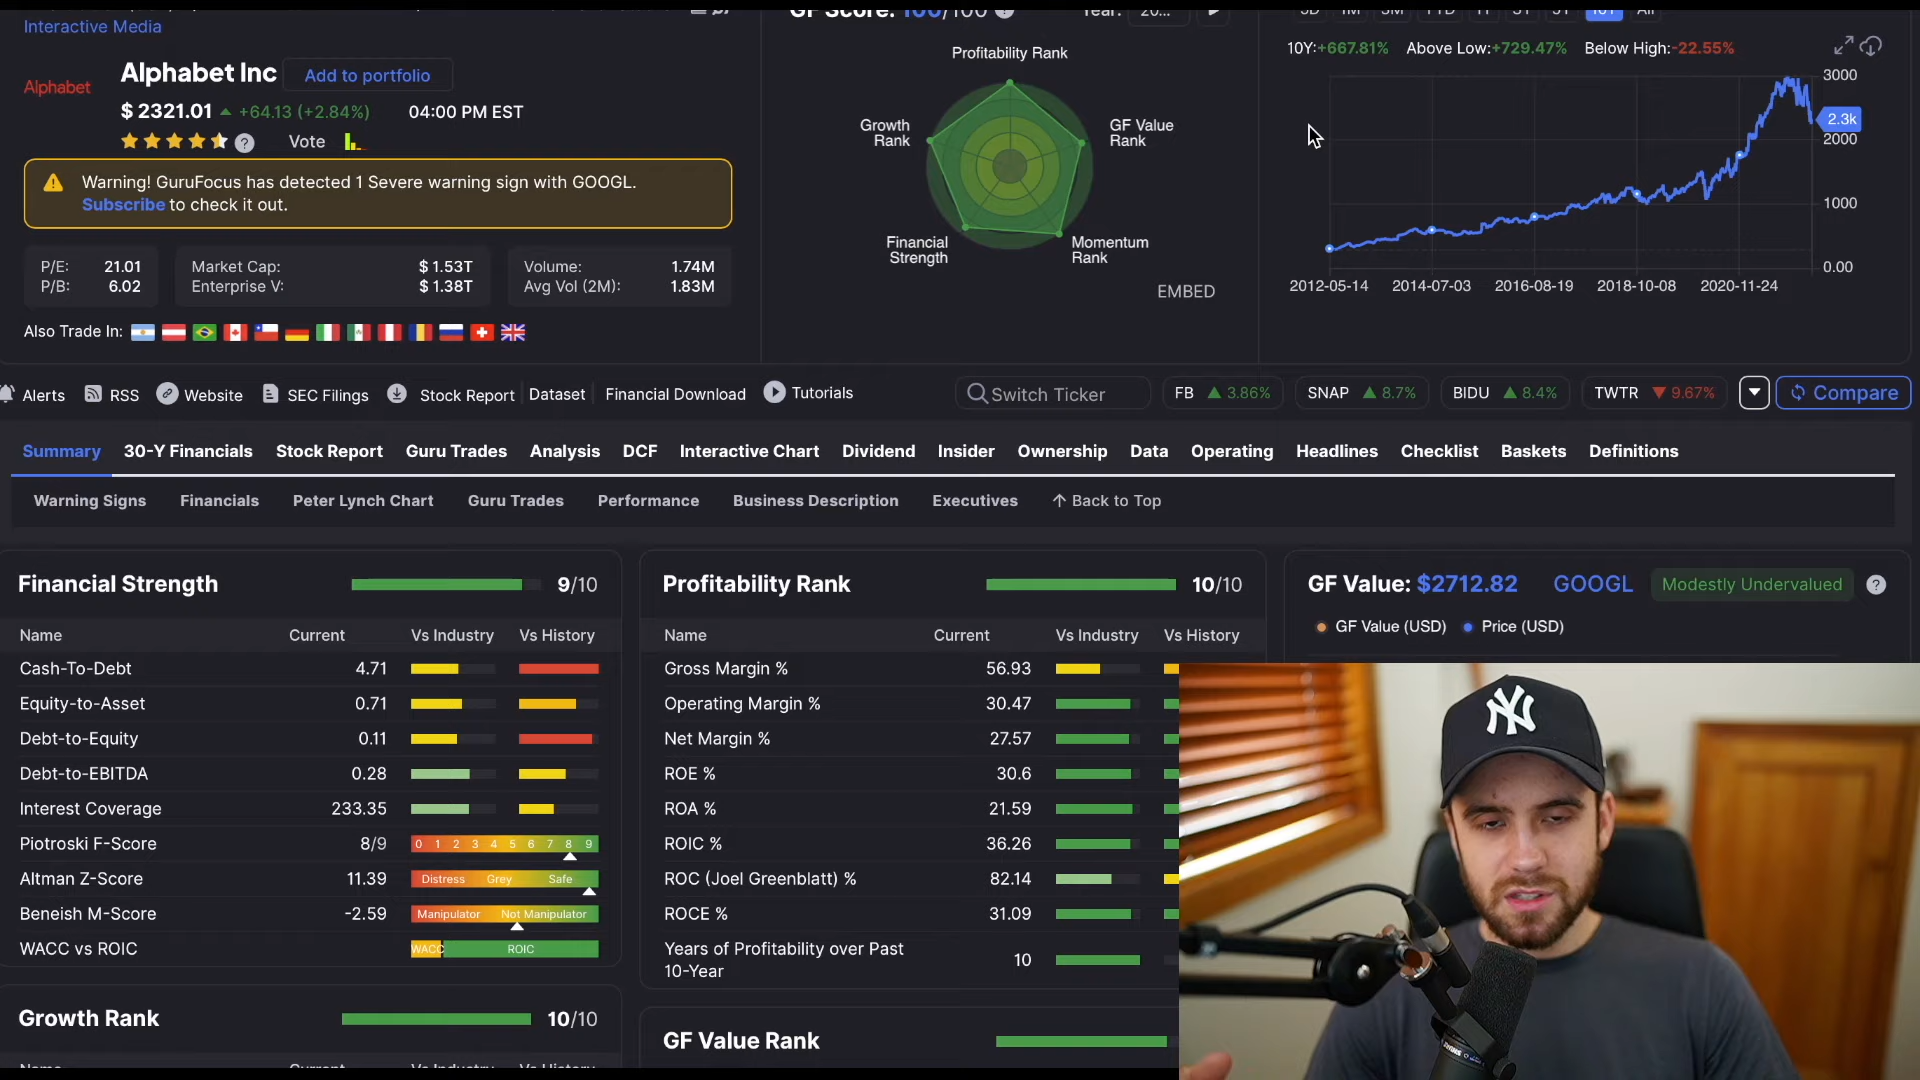 Interactive Media
Alphabet
Alphabet Inc
Add to portfolio
$ 2321.01 +64.13 (+2.84%) 04:00 PM EST
? Vote
Warning! GuruFocus has detected 1 Severe warning sign with GOOGL.
Subscribe to check it out.
P/E: 21.01
P/B: 6.02
Market Cap: $ 1.53T
Enterprise V: $ 1.38T
Volume: 1.74M
Avg Vol (2M): 1.83M
Also Trade In:
GF Score: 100/100 ?
Year: 20...
Profitability Rank
Growth Rank
GF Value Rank
Financial Strength
Momentum Rank
EMBED
10Y:+667.81% Above Low:+729.47% Below High:-22.55%
3000
2.3k
2000
1000
0.00
2012-05-14 2014-07-03 2016-08-19 2018-10-08 2020-11-24
Alerts RSS Website SEC Filings Stock Report Dataset Financial Download Tutorials
Switch Ticker FB 3.86% SNAP 8.7% BIDU 8.4% TWTR 9.67% Compare
Summary 30-Y Financials Stock Report Guru Trades Analysis DCF Interactive Chart Dividend Insider Ownership Data Operating Headlines Checklist Baskets Definitions
Warning Signs Financials Peter Lynch Chart Guru Trades Performance Business Description Executives Back to Top
Financial Strength 9/10
Name Current Vs Industry Vs History
Cash-To-Debt 4.71
Equity-to-Asset 0.71
Debt-to-Equity 0.11
Debt-to-EBITDA 0.28
Interest Coverage 233.35
Piotroski F-Score 8/9 0 1 2 3 4 5 6 7 8 9
Altman Z-Score 11.39 Distress Grey Safe
Beneish M-Score -2.59 Manipulator Not Manipulator
WACC vs ROIC WACC ROIC
Growth Rank 10/10
Profitability Rank 10/10
Name Current Vs Industry Vs History
Gross Margin % 56.93
Operating Margin % 30.47
Net Margin % 27.57
ROE % 30.6
ROA % 21.59
ROIC % 36.26
ROC (Joel Greenblatt) % 82.14
ROCE % 31.09
Years of Profitability over Past
10-Year 10
GF Value Rank
GF Value: $2712.82 GOOGL Modestly Undervalued ?
GF Value (USD) Price (USD)
NY